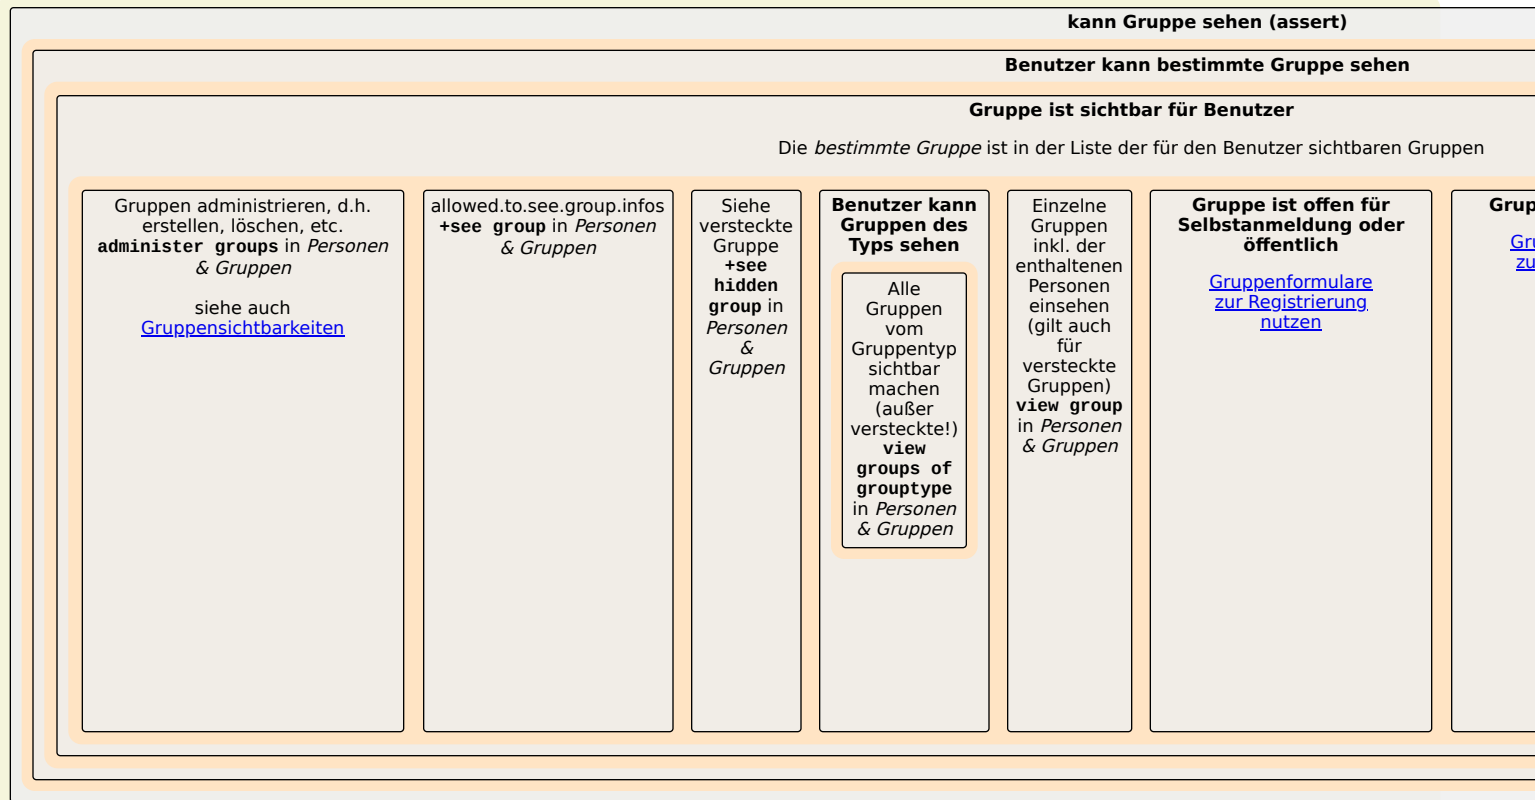 kann Gruppe sehen (assert)
Benutzer kann bestimmte Gruppe sehen
Gruppe ist sichtbar für Benutzer
Die bestimmte Gruppe ist in der Liste der für den Benutzer sichtbaren Gruppen
Gruppen administrieren, d.h.
erstellen, löschen, etc.
administer groups in Personen
& Gruppen
siehe auch
Gruppensichtbarkeiten
allowed.to.see.group.infos
+see group in Personen
& Gruppen
Siehe
versteckte
Gruppe
+see
hidden
group in
Personen
&
Gruppen
Benutzer kann
Gruppen des
Typs sehen
Alle
Gruppen
vom
Gruppentyp
sichtbar
machen
(außer
versteckte!)
view
groups of
grouptype
in Personen
& Gruppen
Einzelne
Gruppen
inkl. der
enthaltenen
Personen
einsehen
(gilt auch
für
versteckte
Gruppen)
view group
in Personen
& Gruppen
Gruppe ist offen für
Selbstanmeldung oder
öffentlich
Gruppenformulare
zur Registrierung
nutzen
Grup
Gru
zu